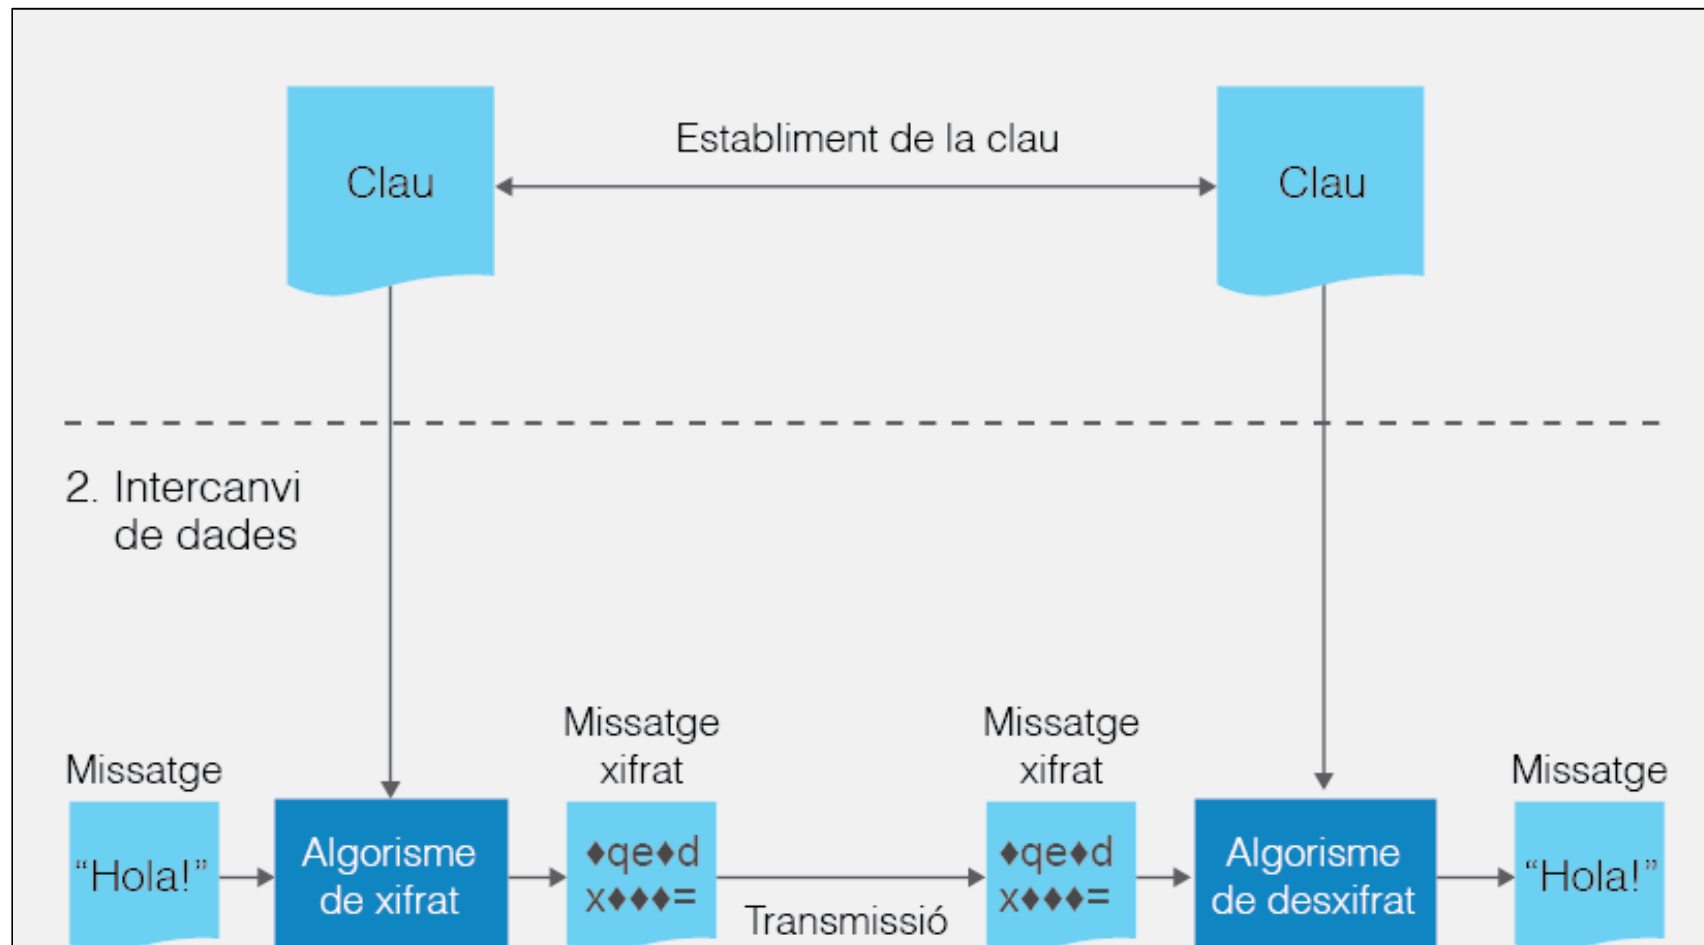 Establiment de la clau
Clau
Clau
2. Intercanvi
de dades
Missatge
Missatge
xifrat
Missatge
xifrat
Missatge
“Hola!”
Algorisme
de xifrat
♦qe♦d
x♦♦♦=
Transmissió
♦qe♦d
x♦♦♦=
Algorisme
de desxifrat
“Hola!”